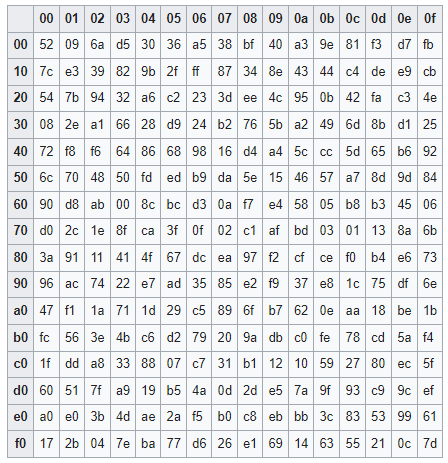 00 01 02 03 04 05 06 07 08 09 0a 0b 0c 0d 0e 0f
00 52 09 6a d5 30 36 a5 38 bf 40 a3 9e 81 f3 d7 fb
10 7c e3 39 82 9b 2f ff 87 34 8e 43 44 c4 de e9 cb
20 54 7b 94 32 a6 c2 23 3d ee 4c 95 0b 42 fa c3 4e
30 08 2e a1 66 28 d9 24 b2 76 5b a2 49 6d 8b d1 25
40 72 f8 f6 64 86 68 98 16 d4 a4 5c cc 5d 65 b6 92
50 6c 70 48 50 fd ed b9 da 5e 15 46 57 a7 8d 9d 84
60 90 d8 ab 00 8c bc d3 0a f7 e4 58 05 b8 b3 45 06
70 d0 2c 1e 8f ca 3f 0f 02 c1 af bd 03 01 13 8a 6b
80 3a 91 11 41 4f 67 dc ea 97 f2 cf ce f0 b4 e6 73
90 96 ac 74 22 e7 ad 35 85 e2 f9 37 e8 1c 75 df 6e
a0 47 f1 1a 71 1d 29 c5 89 6f b7 62 0e aa 18 be 1b
b0 fc 56 3e 4b c6 d2 79 20 9a db c0 fe 78 cd 5a f4
c0 1f dd a8 33 88 07 c7 31 b1 12 10 59 27 80 ec 5f
d0 60 51 7f a9 19 b5 4a 0d 2d e5 7a 9f 93 c9 9c ef
e0 a0 e0 3b 4d ae 2a f5 b0 c8 eb bb 3c 83 53 99 61
f0 17 2b 04 7e ba 77 d6 26 e1 69 14 63 55 21 0c 7d